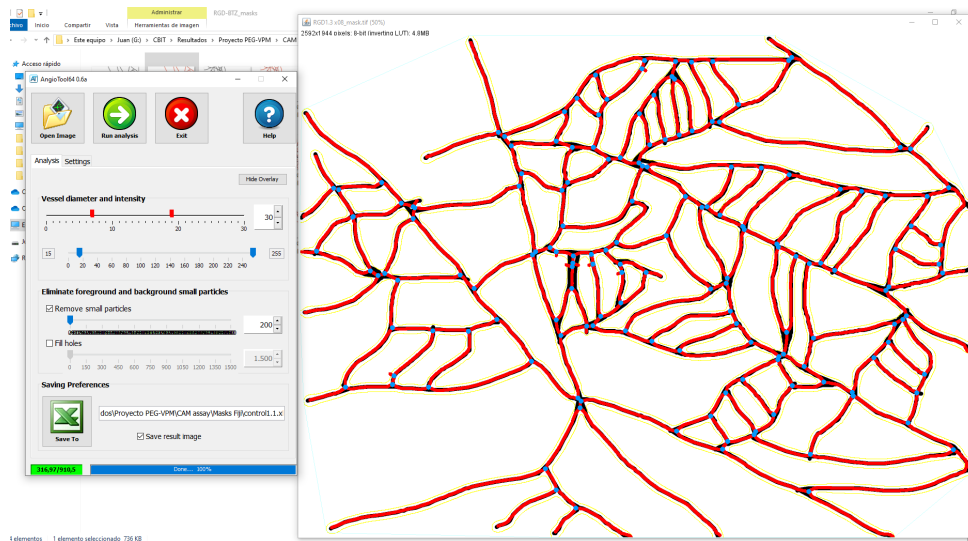 Administrar
RGD-8TZ_masks
Inicio
Compartir
Vista
Herramientas de imagen
> Este equipo > Juan (G:) > CBIT > Resultados > Proyecto PEG-VPM > CAM
Acceso rápido
AngioTool64 0.6a
Open Image
Run analysis
Exit
Help
Analysis
Settings
Hide Overlay
Vessel diameter and intensity
30
0 10 20 30
15
255
0 20 40 60 80 100 120 140 160 180 200 220 240
Eliminate foreground and background small particles
Remove small particles
200
Fill holes
1.500
0 150 300 450 600 750 900 1050 1200 1350 1500
Saving Preferences
dos\Proyecto PEG-VPM\CAM assay\Masks Fiji\control1.1.x
Save To
Save result image
316,97/910,5
Done... 100%
4 elementos
1 elemento seleccionado 736 KB
RGD1.3 x06_mask.tif (50%)
2592x1944 pixels; 8-bit (inverting LUT); 4.8MB